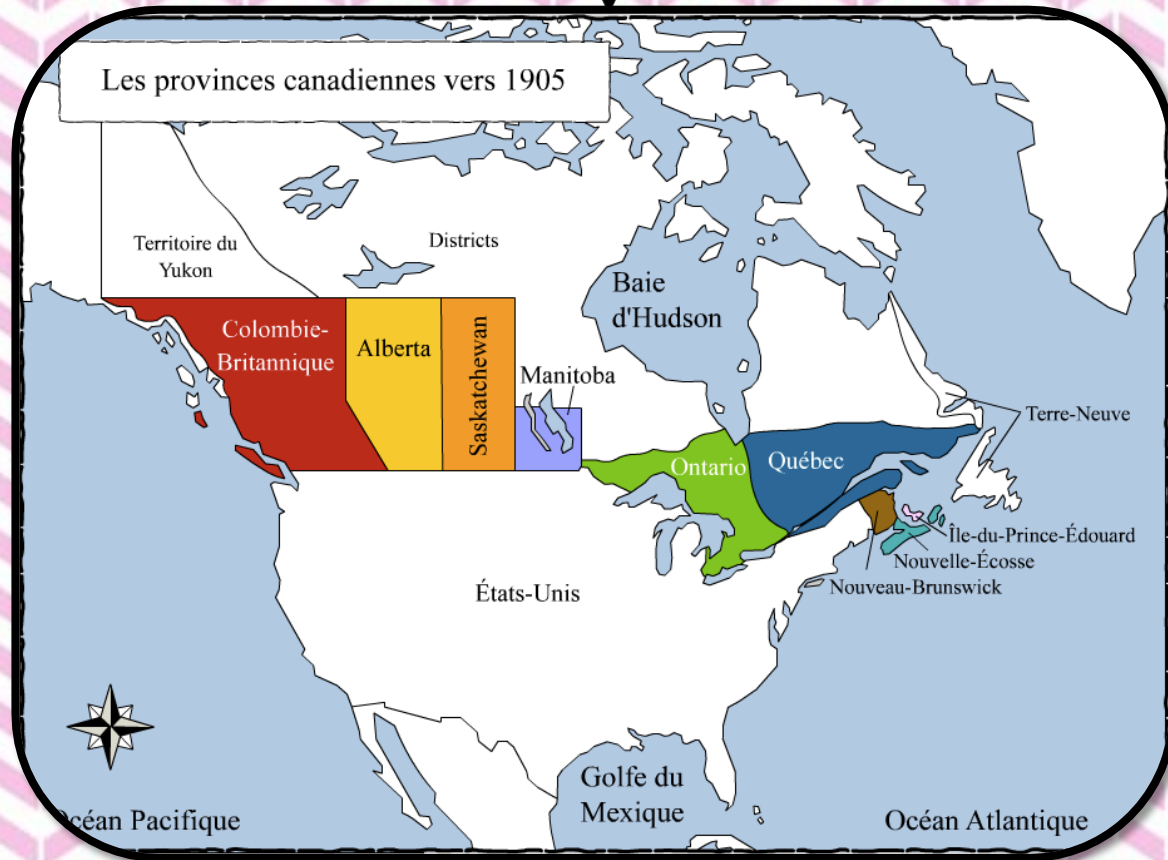 Les provinces canadiennes vers 1905
Territoire du
Yukon
Districts
Baie
d'Hudson
Colombie-
Britannique
Alberta
Saskatchewan
Manitoba
Terre-Neuve
Ontario
Québec
Île-du-Prince-Édouard
Nouvelle-Écosse
Nouveau-Brunswick
États-Unis
Golfe du
Mexique
Océan Pacifique
Océan Atlantique